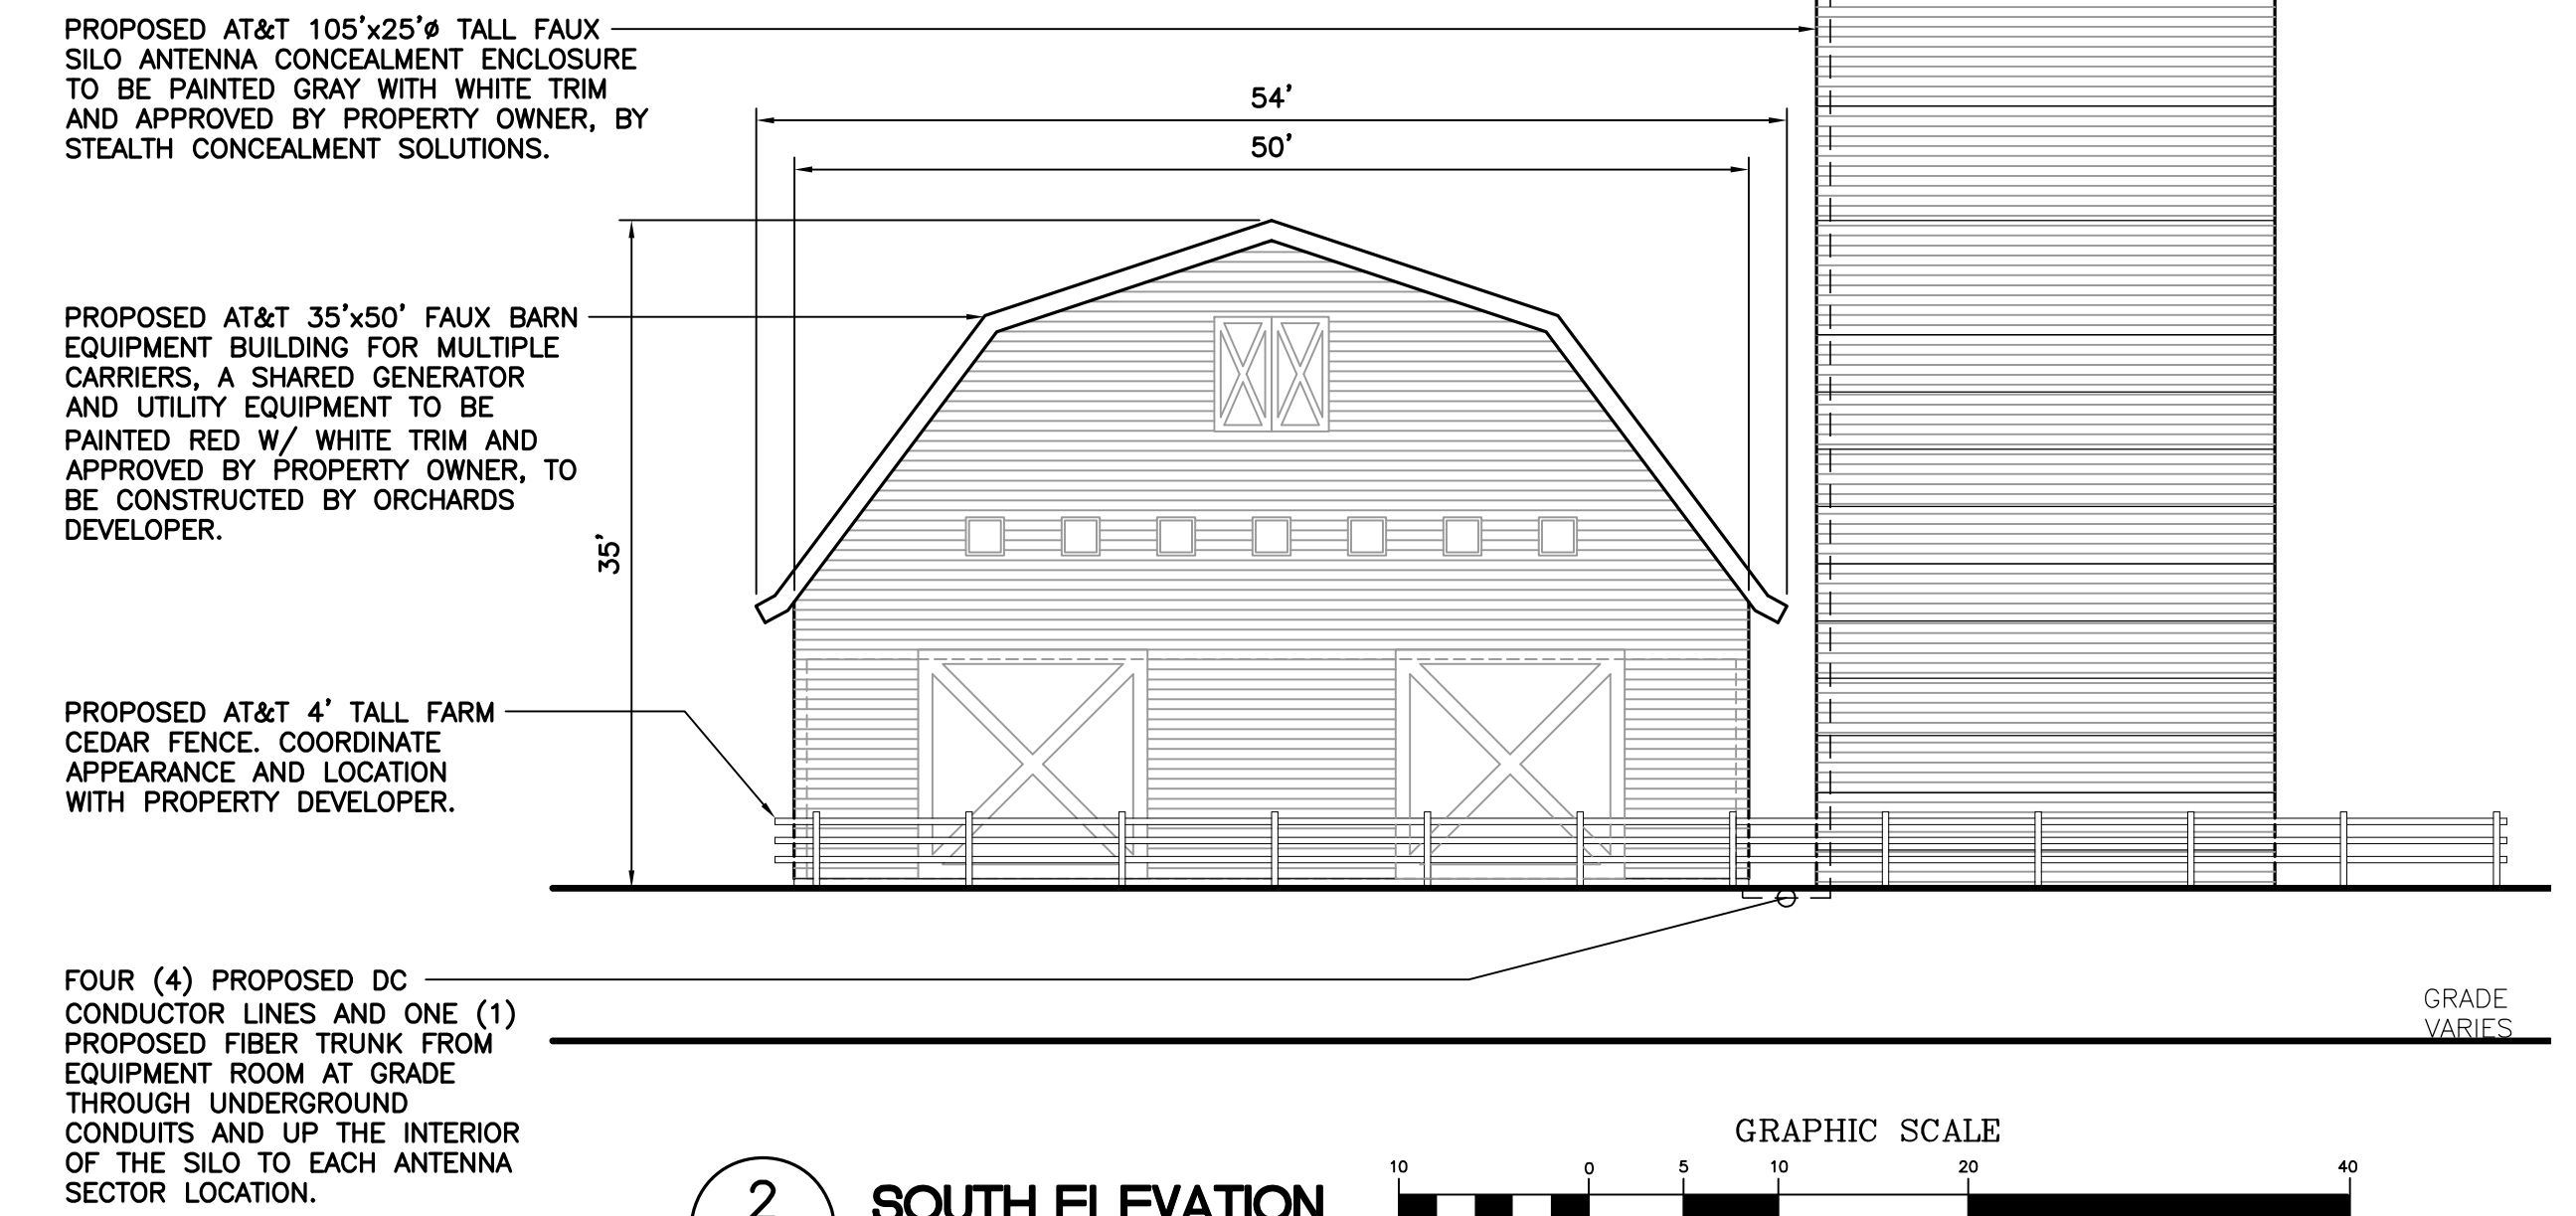 PROPOSED AT&T 105'x25'ø TALL FAUX
SILO ANTENNA CONCEALMENT ENCLOSURE
TO BE PAINTED GRAY WITH WHITE TRIM
AND APPROVED BY PROPERTY OWNER, BY
STEALTH CONCEALMENT SOLUTIONS.
54'
50'
PROPOSED AT&T 35'x50' FAUX BARN
EQUIPMENT BUILDING FOR MULTIPLE
CARRIERS, A SHARED GENERATOR
AND UTILITY EQUIPMENT TO BE
PAINTED RED W/ WHITE TRIM AND
APPROVED BY PROPERTY OWNER, TO
BE CONSTRUCTED BY ORCHARDS
DEVELOPER.
35'
PROPOSED AT&T 4' TALL FARM
CEDAR FENCE. COORDINATE
APPEARANCE AND LOCATION
WITH PROPERTY DEVELOPER.
FOUR (4) PROPOSED DC
CONDUCTOR LINES AND ONE (1)
PROPOSED FIBER TRUNK FROM
EQUIPMENT ROOM AT GRADE
THROUGH UNDERGROUND
CONDUITS AND UP THE INTERIOR
OF THE SILO TO EACH ANTENNA
SECTOR LOCATION.
GRADE
VARIES
2
SOUTH ELEVATION
GRAPHIC SCALE
10 0 5 10 20 40